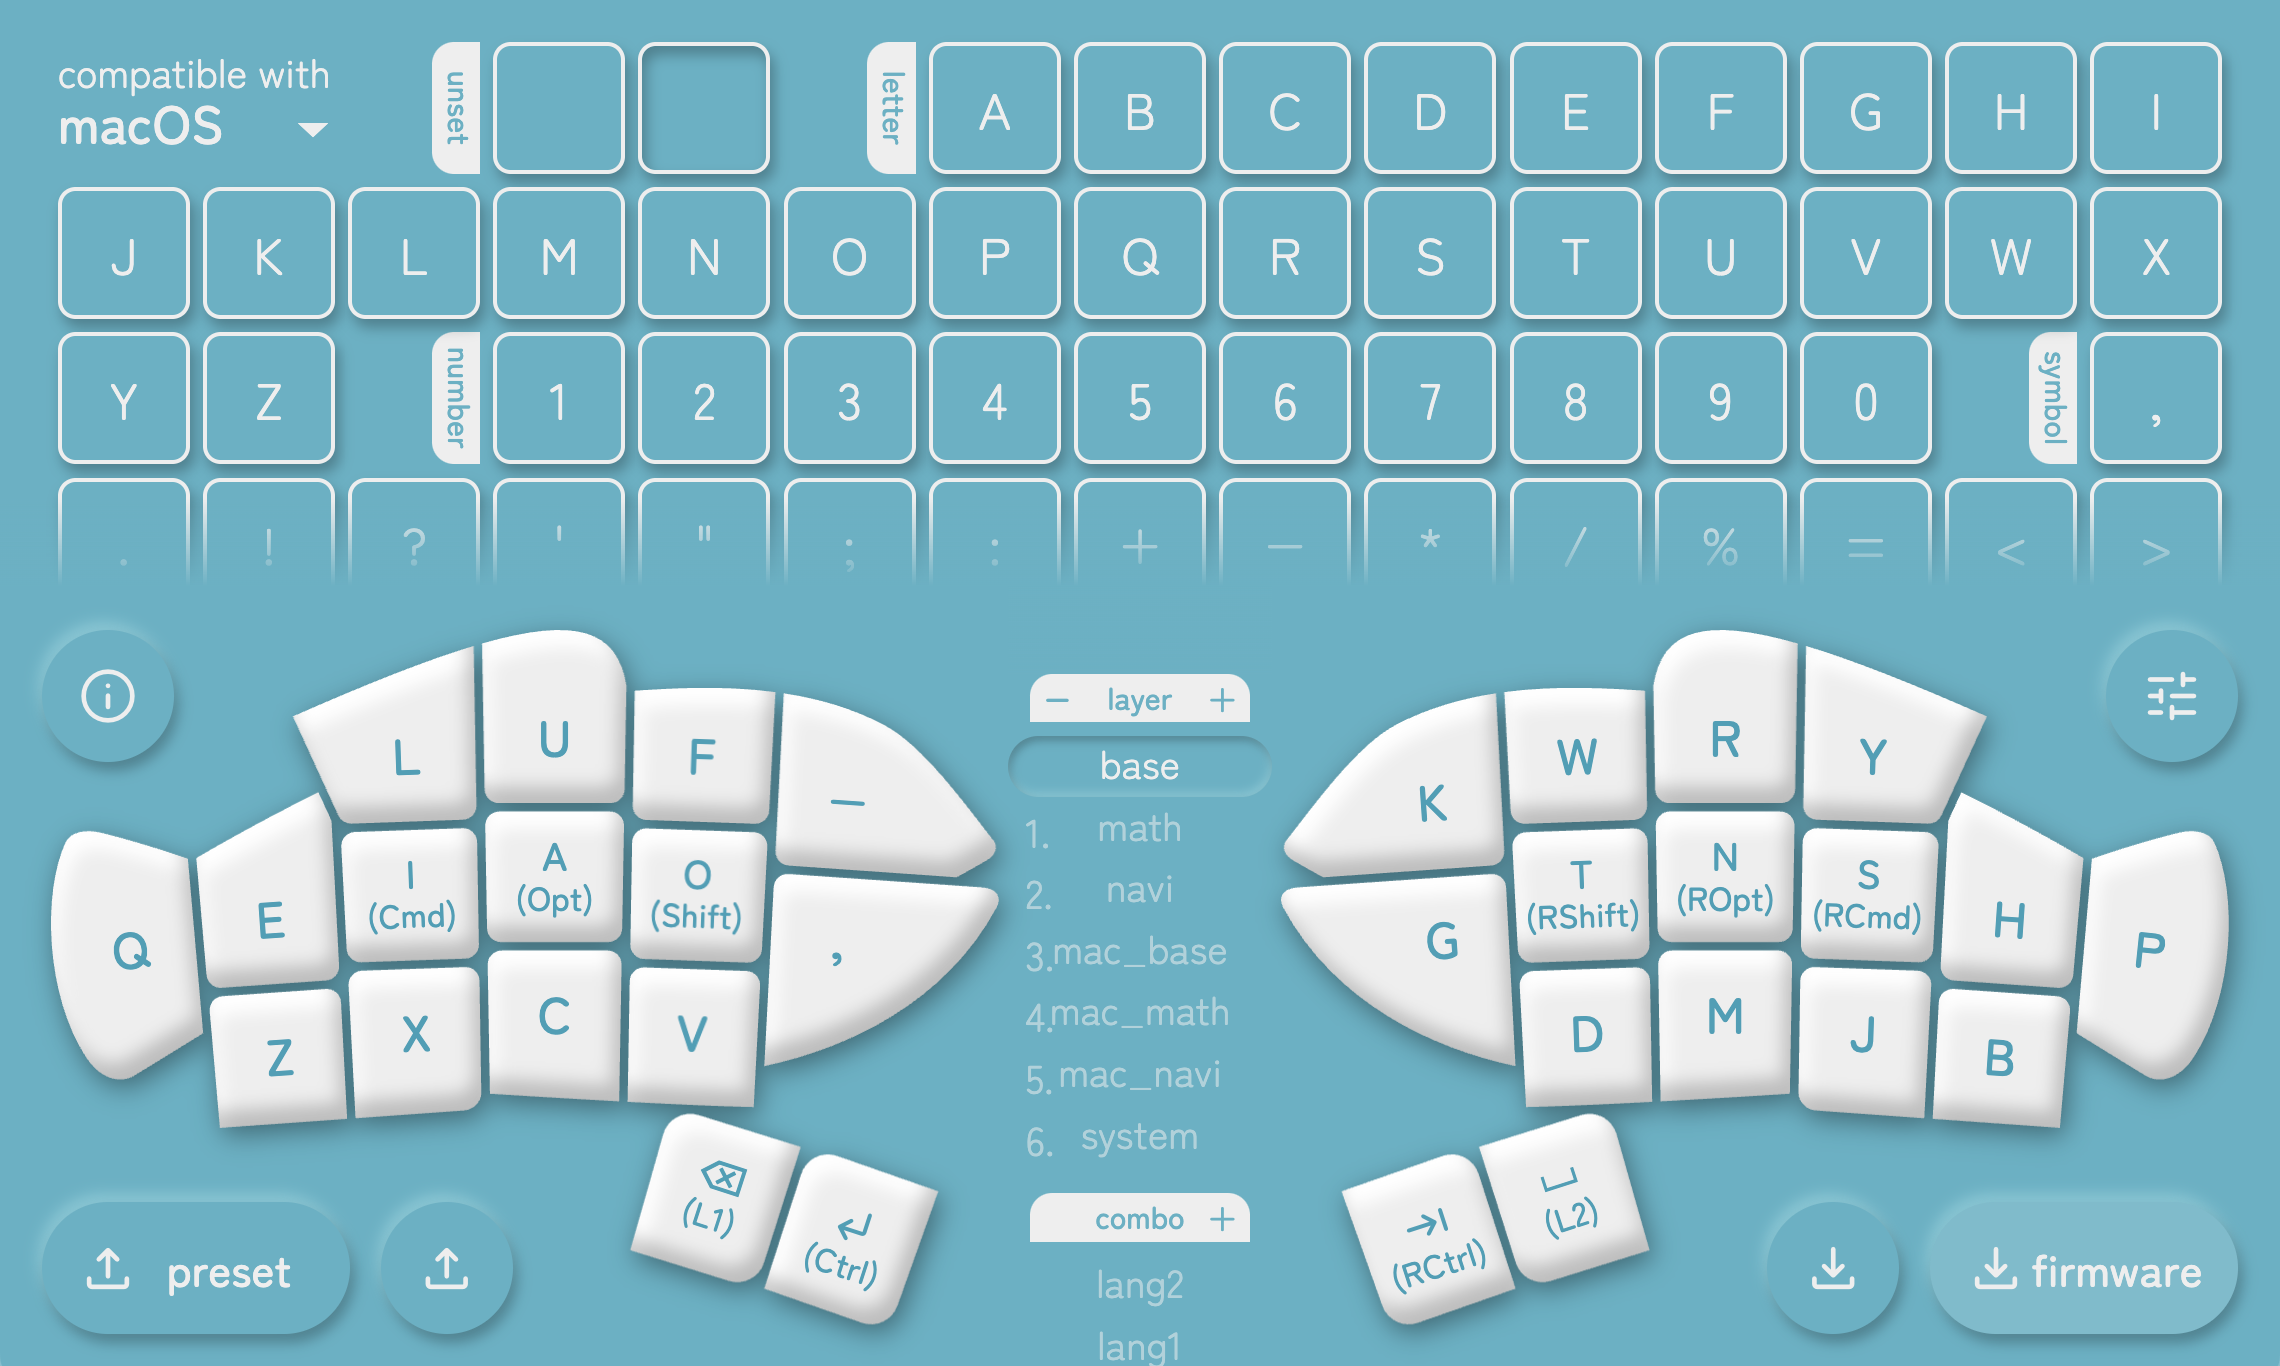 compatible with
macOS
unset
letter
A B C D E F G H I
J K L M N O P Q R S T U V W X
Y Z
number
1 2 3 4 5 6 7 8 9 0
symbol
,
. ! ? ' " ; : + − * / % = < >
L U F −
Q E I (Cmd) A (Opt) O (Shift) ,
Z X C V
(L1)
(Ctrl)
− layer +
base
1. math
2. navi
3. mac_base
4. mac_math
5. mac_navi
6. system
combo +
lang2
lang1
K W R Y
G T (RShift) N (ROpt) S (RCmd) H P
D M J B
(RCtrl)
(L2)
preset
firmware